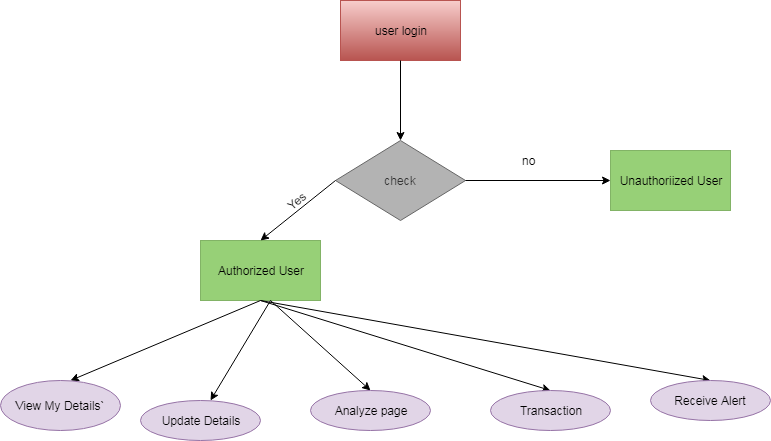 user login
check
no
Yes
Unauthoriized User
Authorized User
View My Details`
Update Details
Analyze page
Transaction
Receive Alert